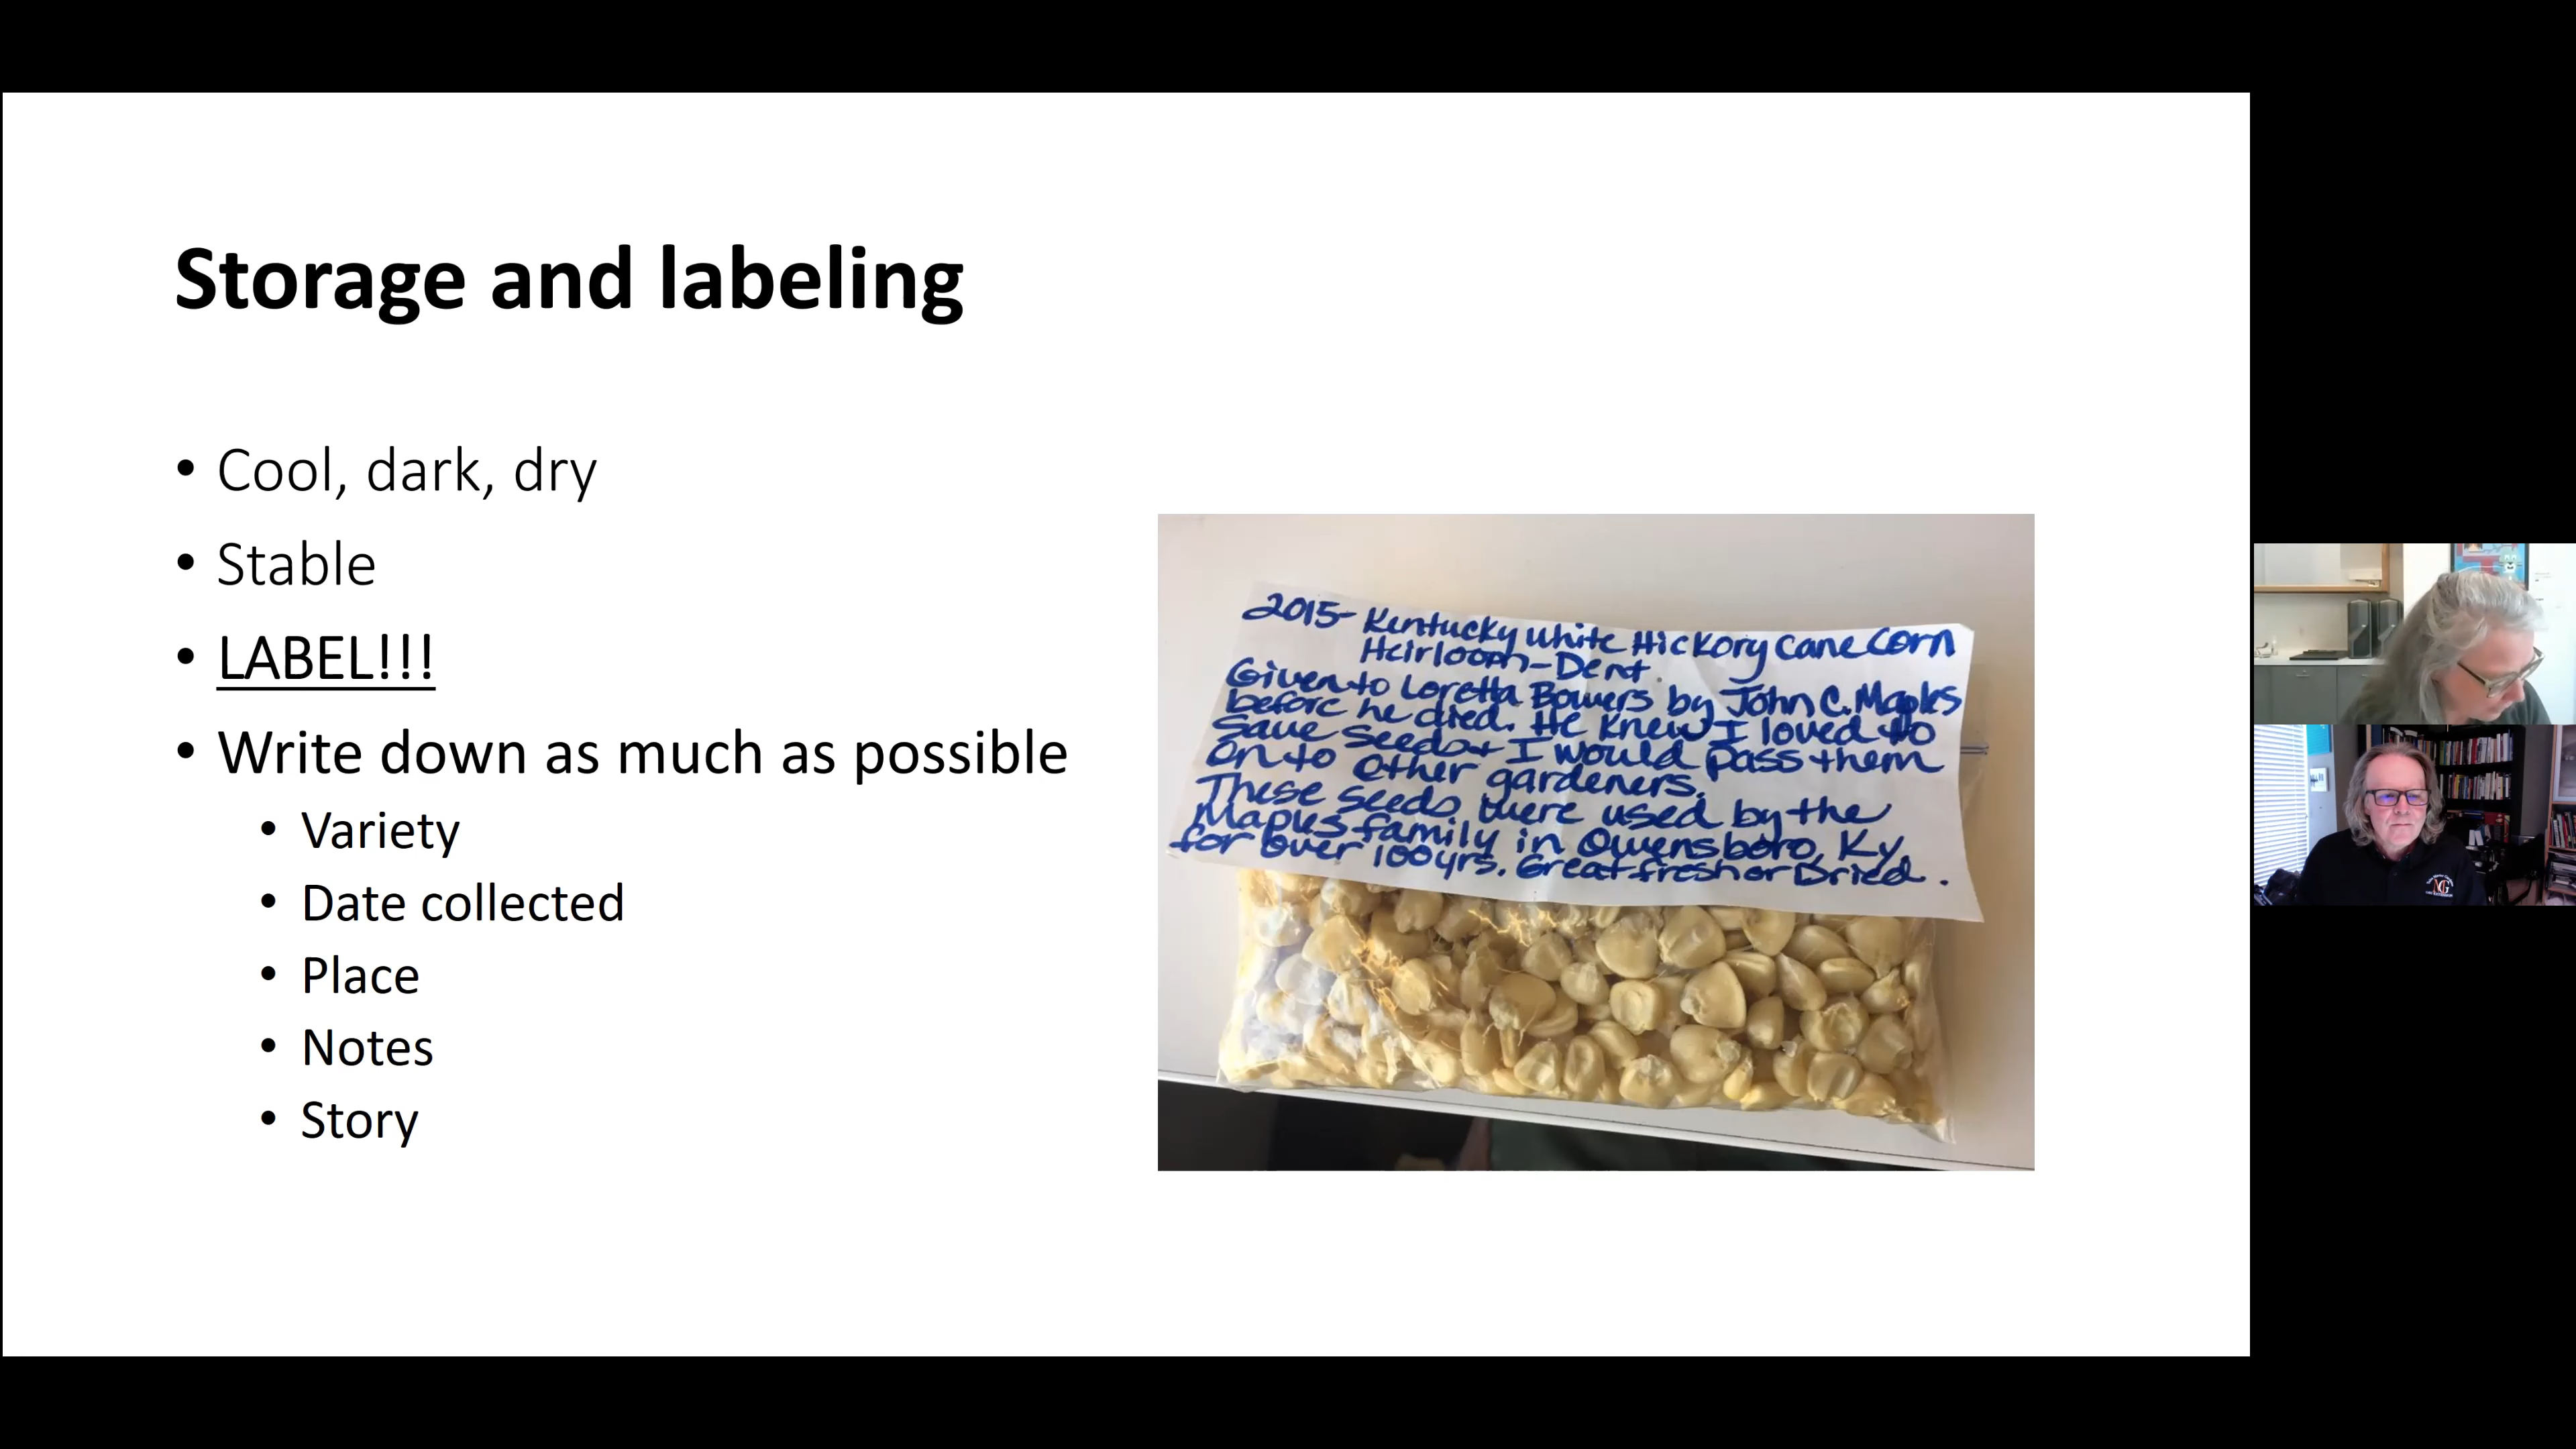 Storage and labeling
• Cool, dark, dry
• Stable
• LABEL!!!
• Write down as much as possible
• Variety
• Date collected
• Place
• Notes
• Story
2015- Kentucky White Hickory Cane Corn
Heirloom-Dent.
Given to Loretta Bowers by John C. Maples
before he died. He knew I loved to
save seeds + I would pass them
on to other gardeners.
These seeds were used by the
Maples family in Owensboro, Ky.
for over 100 yrs. Great fresh or Dried.